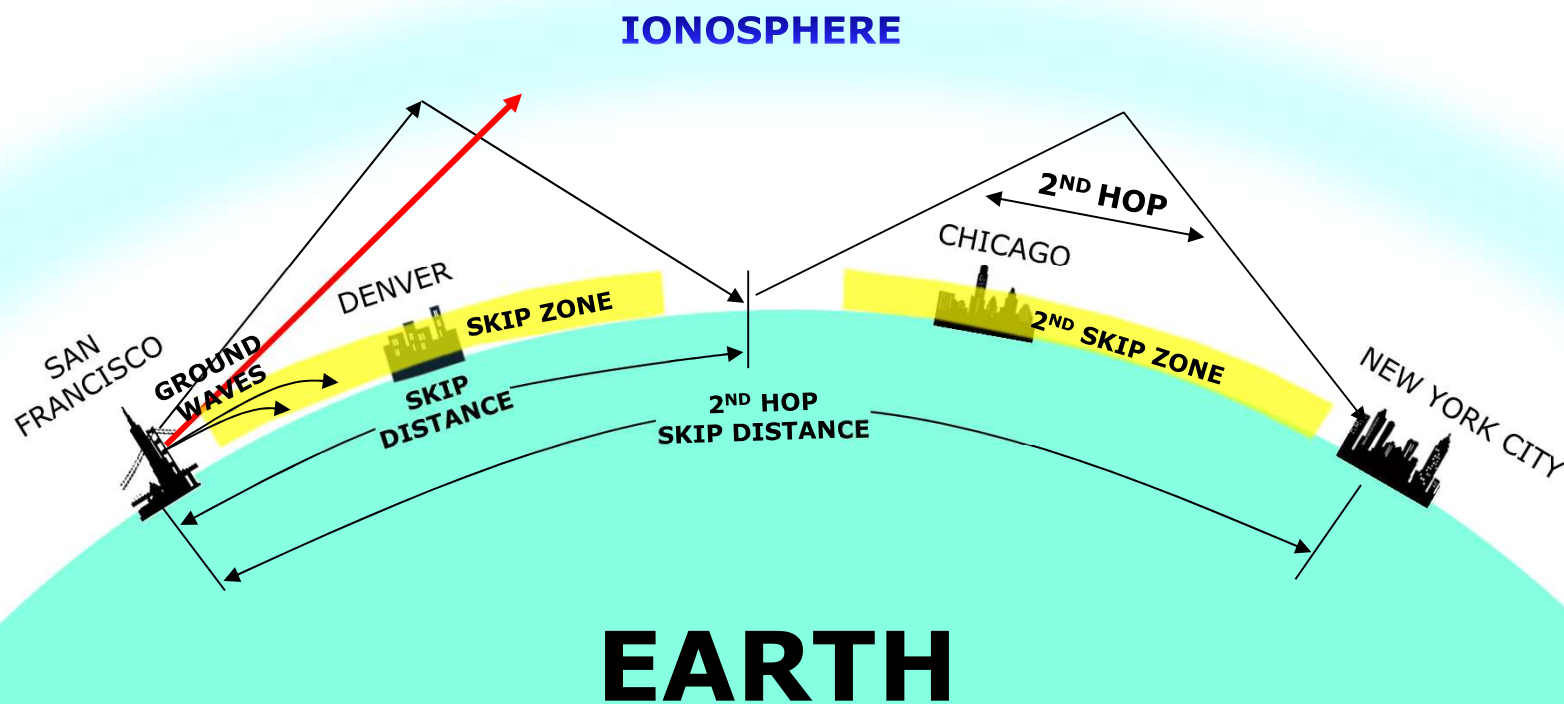 IONOSPHERE
2ND HOP
CHICAGO
DENVER
SKIP ZONE
2ND SKIP ZONE
SAN
FRANCISCO
GROUND
WAVES
NEW YORK CITY
SKIP
DISTANCE
2ND HOP
SKIP DISTANCE
EARTH